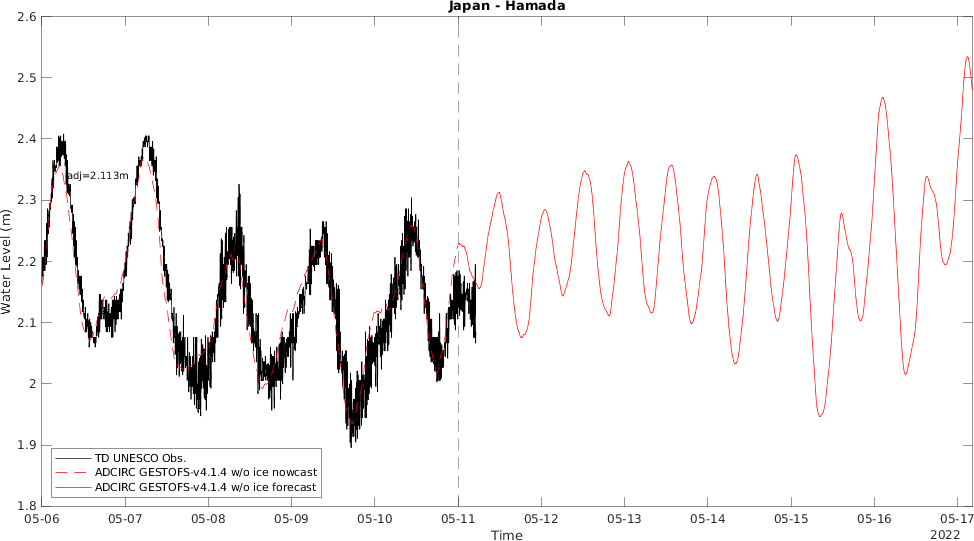 Japan - Hamada
2.6
2.5
2.4
2.3
2.2
2.1
2
1.9
1.8
Water Level (m)
adj=2.113m
TD UNESCO Obs.
ADCIRC GESTOFS-v4.1.4 w/o ice nowcast
ADCIRC GESTOFS-v4.1.4 w/o ice forecast
05-06 05-07 05-08 05-09 05-10 05-11 05-12 05-13 05-14 05-15 05-16 05-17
Time
2022